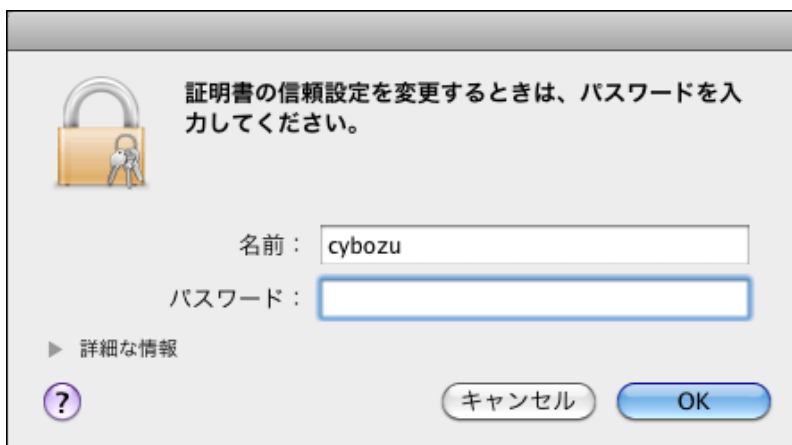 証明書の信頼設定を変更するときは、パスワードを入
力してください。
名前： cybozu
パスワード：
詳細な情報
?
キャンセル OK